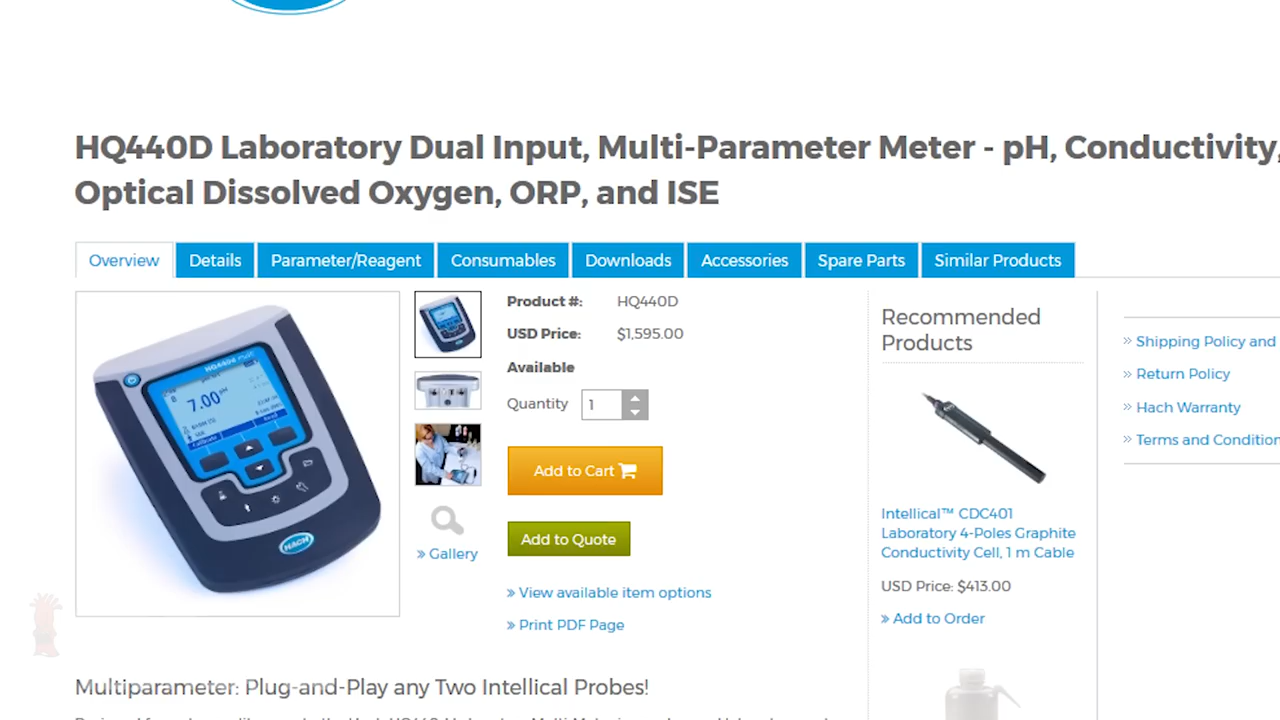 HQ440D Laboratory Dual Input, Multi-Parameter Meter - pH, Conductivity,
Optical Dissolved Oxygen, ORP, and ISE
Overview
Details
Parameter/Reagent
Consumables
Downloads
Accessories
Spare Parts
Similar Products
7.00 pH
HACH
» Gallery
Product #: HQ440D
USD Price: $1,595.00
Available
Quantity 1
Add to Cart
Add to Quote
» View available item options
» Print PDF Page
Recommended
Products
Intellical™ CDC401
Laboratory 4-Poles Graphite
Conductivity Cell, 1 m Cable
USD Price: $413.00
» Add to Order
» Shipping Policy and
» Return Policy
» Hach Warranty
» Terms and Condition
Multiparameter: Plug-and-Play any Two Intellical Probes!